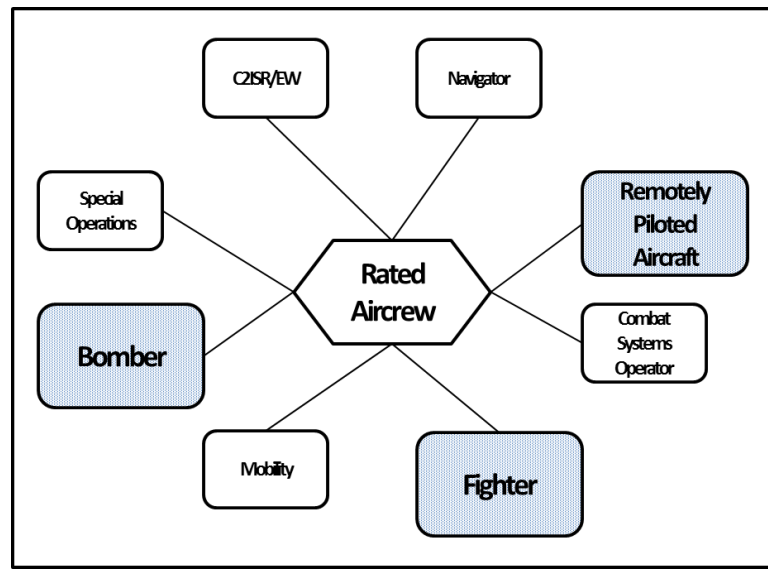 C2ISR/EW
Navigator
Special
Operations
Remotely
Piloted
Aircraft
Rated
Aircrew
Bomber
Combat
Systems
Operator
Mobility
Fighter